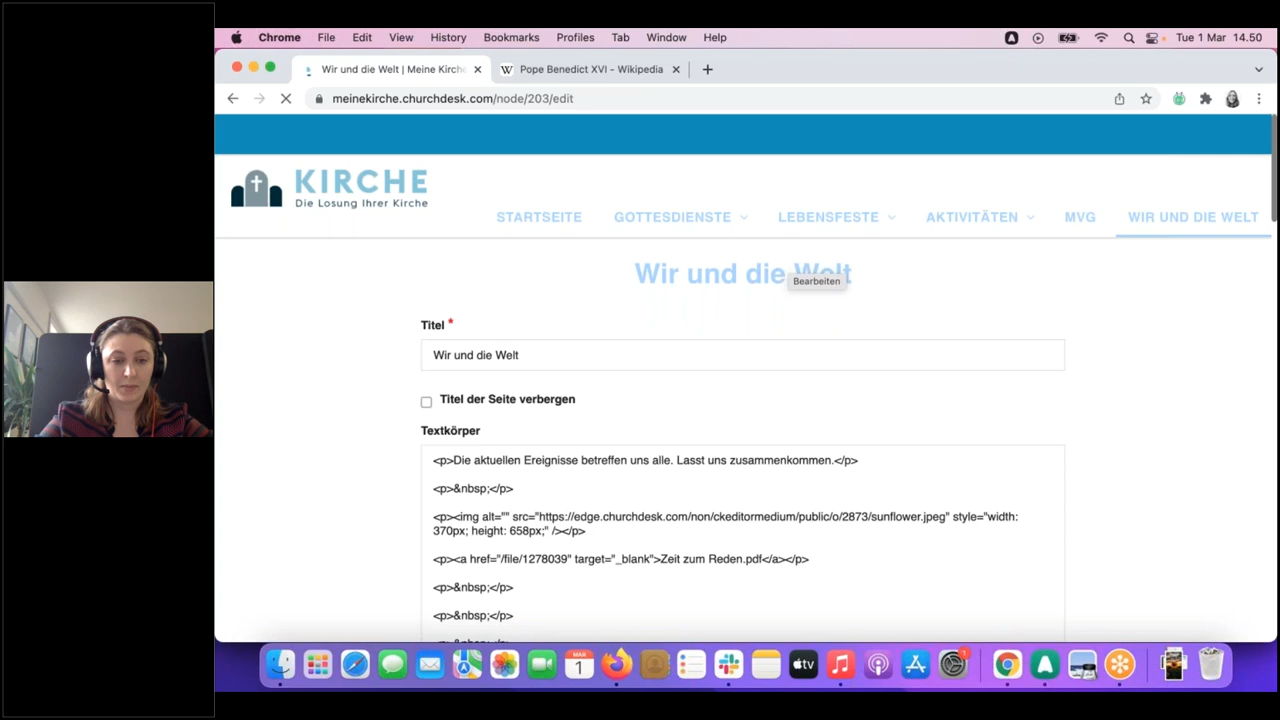 Chrome File Edit View History Bookmarks Profiles Tab Window Help Tue 1 Mar 14.50
Wir und die Welt | Meine Kirche Pope Benedict XVI - Wikipedia
meinekirche.churchdesk.com/node/203/edit
KIRCHE
Die Losung Ihrer Kirche
STARTSEITE GOTTESDIENSTE LEBENSFESTE AKTIVITÄTEN MVG WIR UND DIE WELT
Wir und die Welt
Bearbeiten
Titel *
Wir und die Welt
Titel der Seite verbergen
Textkörper
<p>Die aktuellen Ereignisse betreffen uns alle. Lasst uns zusammenkommen.</p>
<p>&nbsp;</p>
<p><img alt="" src="https://edge.churchdesk.com/non/ckeditormedium/public/o/2873/sunflower.jpeg" style="width:
370px; height: 658px;" /></p>
<p><a href="/file/1278039" target="_blank">Zeit zum Reden.pdf</a></p>
<p>&nbsp;</p>
<p>&nbsp;</p>
MAR
1
tv
1